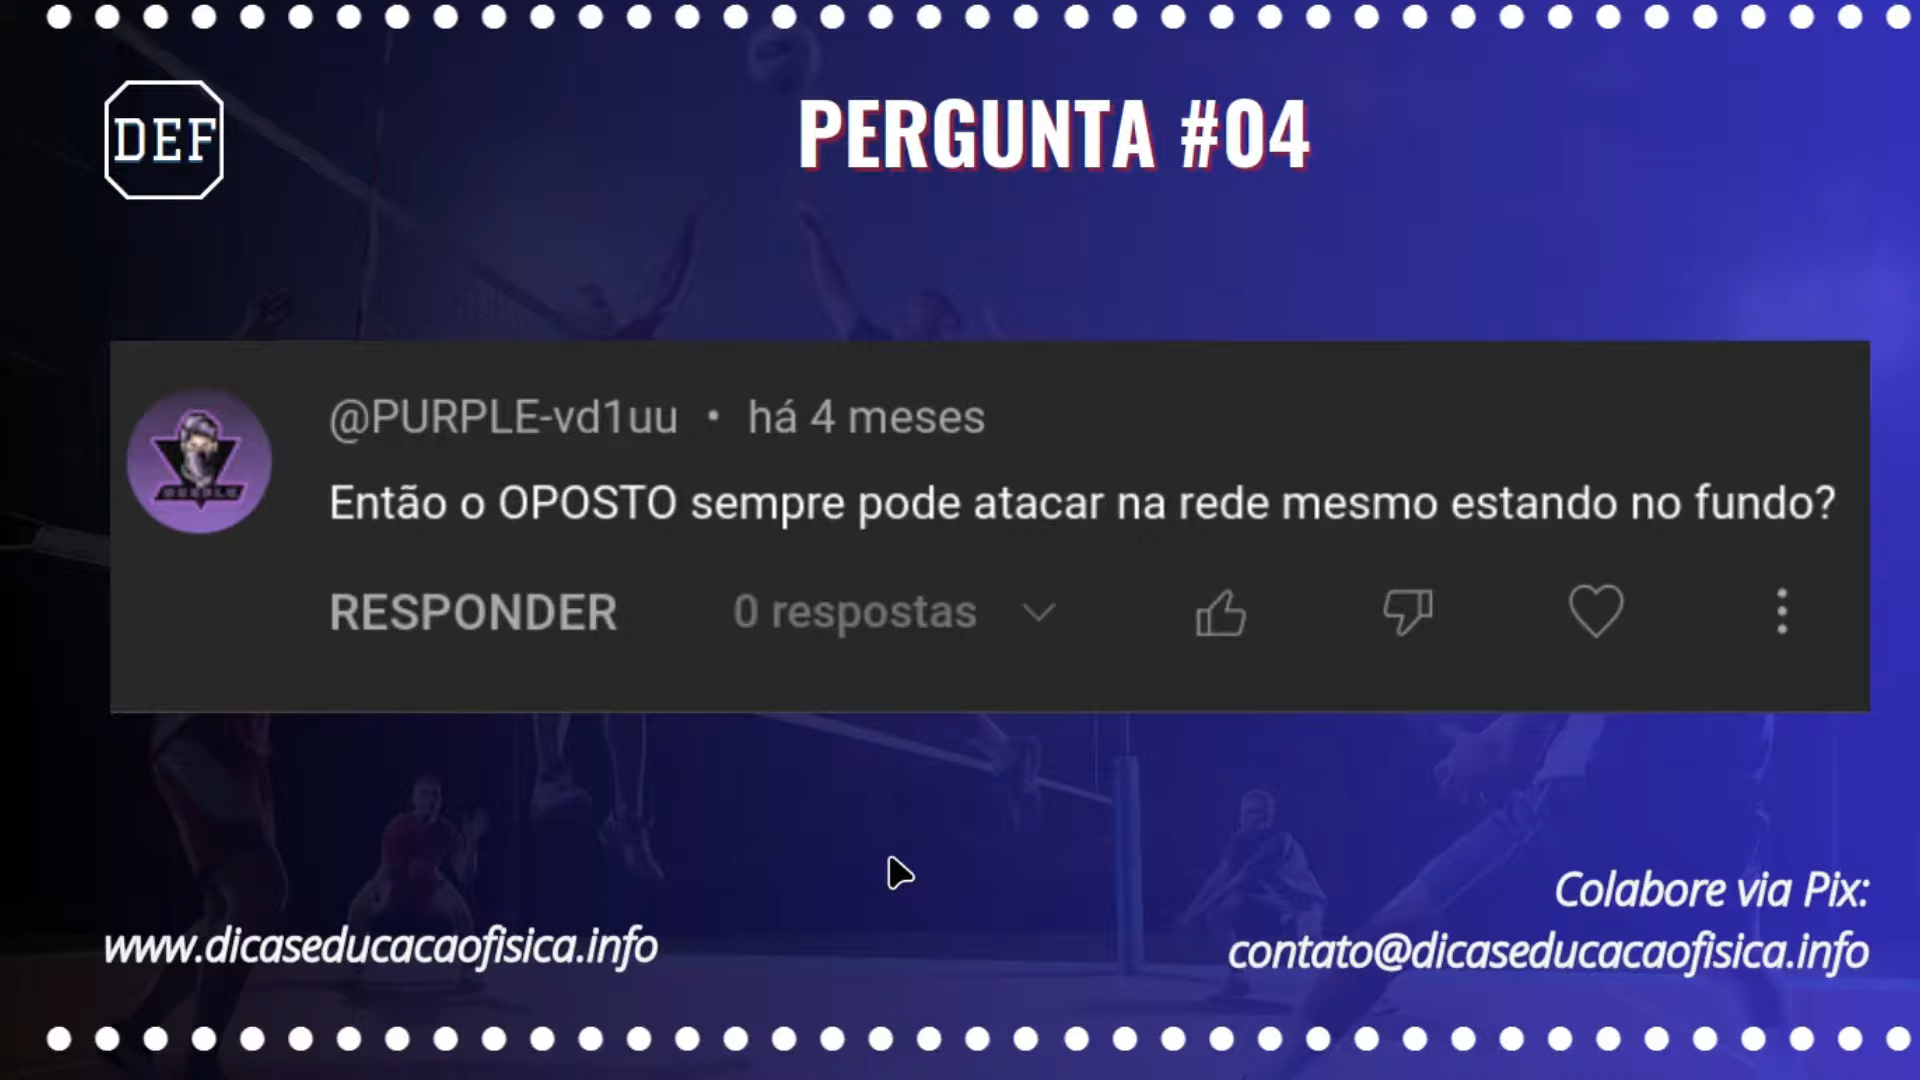 DEF
PERGUNTA #04
@PURPLE-vd1uu • há 4 meses
Então o OPOSTO sempre pode atacar na rede mesmo estando no fundo?
RESPONDER 0 respostas
www.dicaseducacaofisica.info
Colabore via Pix:
contato@dicaseducacaofisica.info